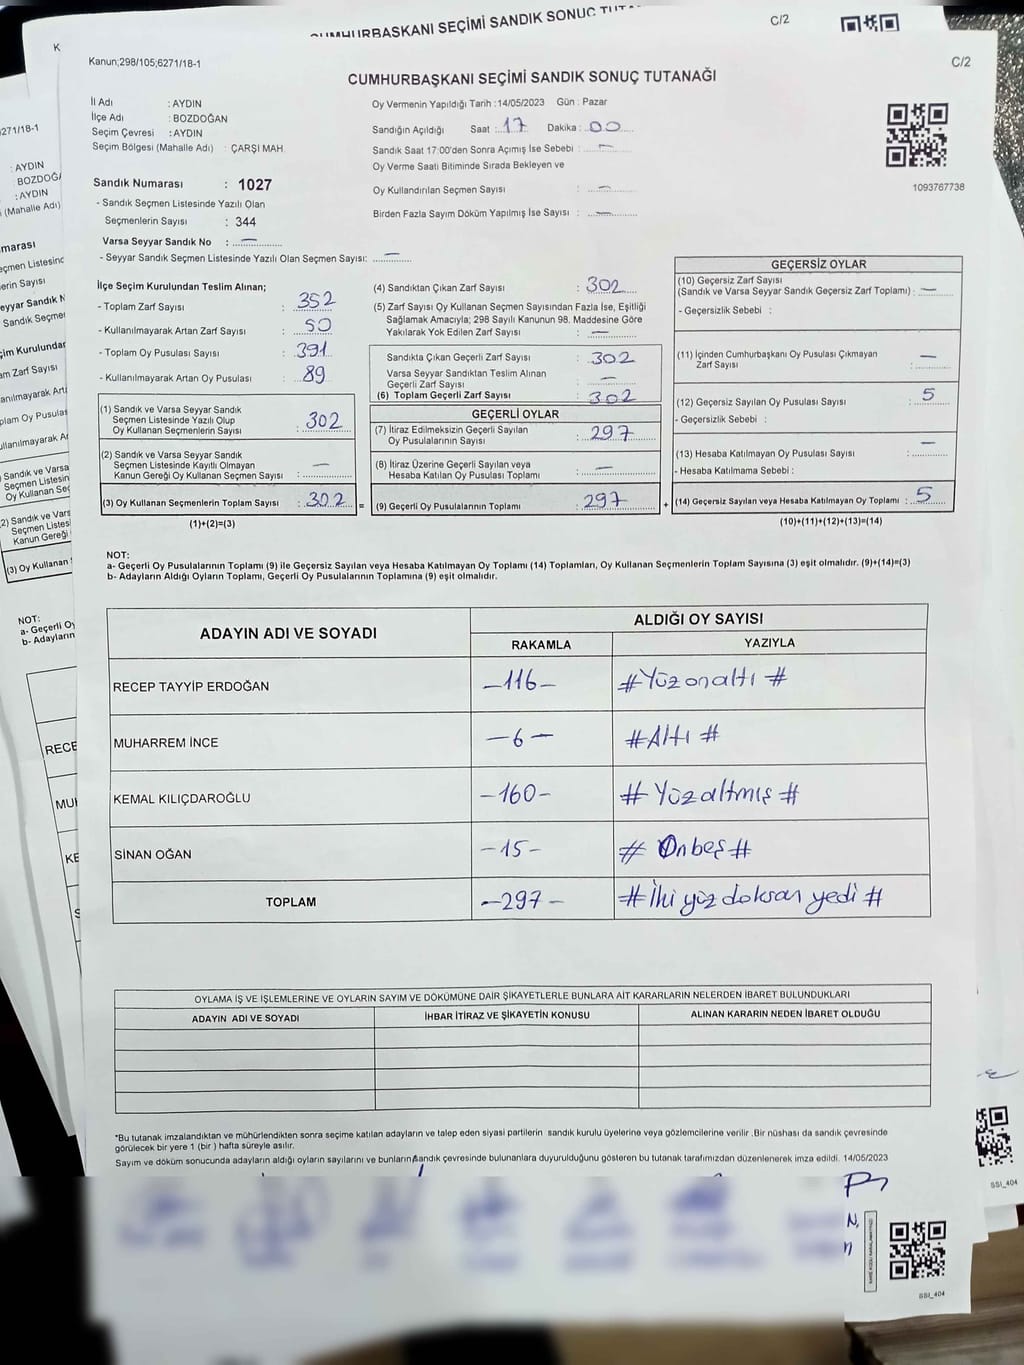 CUMHURBAŞKANI SEÇİMİ SANDIK SONUÇ
C/2
Kanun;298/105;6271/18-1
C/2
CUMHURBAŞKANI SEÇİMİ SANDIK SONUÇ TUTANAĞI
İl Adı : AYDIN
İlçe Adı : BOZDOĞAN
Seçim Çevresi : AYDIN
Seçim Bölgesi (Mahalle Adı) : ÇARŞI MAH.
Oy Vermenin Yapıldığı Tarih :14/05/2023 Gün : Pazar
Sandığın Açıldığı Saat : 17 Dakika : 00
Sandık Saat 17:00'den Sonra Açılmış İse Sebebi : —
Oy Verme Saati Bitiminde Sırada Bekleyen ve
Oy Kullandırılan Seçmen Sayısı : —
Birden Fazla Sayım Döküm Yapılmış İse Sayısı : —
1093767738
Sandık Numarası : 1027
- Sandık Seçmen Listesinde Yazılı Olan
Seçmenlerin Sayısı : 344
Varsa Seyyar Sandık No : —
- Seyyar Sandık Seçmen Listesinde Yazılı Olan Seçmen Sayısı: —
İlçe Seçim Kurulundan Teslim Alınan;
- Toplam Zarf Sayısı : 352
- Kullanılmayarak Artan Zarf Sayısı : 50
- Toplam Oy Pusulası Sayısı : 391
- Kullanılmayarak Artan Oy Pusulası : 89
(1) Sandık ve Varsa Seyyar Sandık
Seçmen Listesinde Yazılı Olup
Oy Kullanan Seçmenlerin Sayısı : 302
(2) Sandık ve Varsa Seyyar Sandık
Seçmen Listesinde Kayıtlı Olmayan
Kanun Gereği Oy Kullanan Seçmen Sayısı : —
(3) Oy Kullanan Seçmenlerin Toplam Sayısı : 302 =
(1)+(2)=(3)
(4) Sandıktan Çıkan Zarf Sayısı : 302
(5) Zarf Sayısı Oy Kullanan Seçmen Sayısından Fazla İse, Eşitliği
Sağlamak Amacıyla; 298 Sayılı Kanunun 98. Maddesine Göre
Yakılarak Yok Edilen Zarf Sayısı : —
Sandıkta Çıkan Geçerli Zarf Sayısı : 302
Varsa Seyyar Sandıktan Teslim Alınan
Geçerli Zarf Sayısı : —
(6) Toplam Geçerli Zarf Sayısı : 302
GEÇERLİ OYLAR
(7) İtiraz Edilmeksizin Geçerli Sayılan
Oy Pusulalarının Sayısı : 297
(8) İtiraz Üzerine Geçerli Sayılan veya
Hesaba Katılan Oy Pusulası Toplamı : —
(9) Geçerli Oy Pusulalarının Toplamı : 297 +
GEÇERSİZ OYLAR
(10) Geçersiz Zarf Sayısı
(Sandık ve Varsa Seyyar Sandık Geçersiz Zarf Toplamı) : —
- Geçersizlik Sebebi :
(11) İçinden Cumhurbaşkanı Oy Pusulası Çıkmayan
Zarf Sayısı : —
(12) Geçersiz Sayılan Oy Pusulası Sayısı : 5
- Geçersizlik Sebebi :
(13) Hesaba Katılmayan Oy Pusulası Sayısı : —
- Hesaba Katılmama Sebebi :
(14) Geçersiz Sayılan veya Hesaba Katılmayan Oy Toplamı : 5
(10)+(11)+(12)+(13)=(14)
NOT:
a- Geçerli Oy Pusulalarının Toplamı (9) ile Geçersiz Sayılan veya Hesaba Katılmayan Oy Toplamı (14) Toplamları, Oy Kullanan Seçmenlerin Toplam Sayısına (3) eşit olmalıdır. (9)+(14)=(3)
b- Adayların Aldığı Oyların Toplamı, Geçerli Oy Pusulalarının Toplamına (9) eşit olmalıdır.
ADAYIN ADI VE SOYADI
ALDIĞI OY SAYISI
RAKAMLA YAZIYLA
RECEP TAYYİP ERDOĞAN —116— #Yüzonaltı#
MUHARREM İNCE —6— #Altı#
KEMAL KILIÇDAROĞLU —160— #Yüzaltmış#
SİNAN OĞAN —15— #Onbeş#
TOPLAM —297— #İki yüz doksan yedi#
OYLAMA İŞ VE İŞLEMLERİNE VE OYLARIN SAYIM VE DÖKÜMÜNE DAİR ŞİKAYETLERLE BUNLARA AİT KARARLARIN NELERDEN İBARET BULUNDUKLARI
ADAYIN ADI VE SOYADI İHBAR İTİRAZ VE ŞİKAYETİN KONUSU ALINAN KARARIN NEDEN İBARET OLDUĞU
*Bu tutanak imzalandıktan ve mühürlendikten sonra seçime katılan adayların ve talep eden siyasi partilerin sandık kurulu üyelerine veya gözlemcilerine verilir .Bir nüshası da sandık çevresinde
görülecek bir yere 1 (bir ) hafta süreyle asılır.
Sayım ve döküm sonucunda adayların aldığı oyların sayılarını ve bunların sandık çevresinde bulunanlara duyurulduğunu gösteren bu tutanak tarafımızdan düzenlenerek imza edildi. 14/05/2023
SSI_404
SSI_404